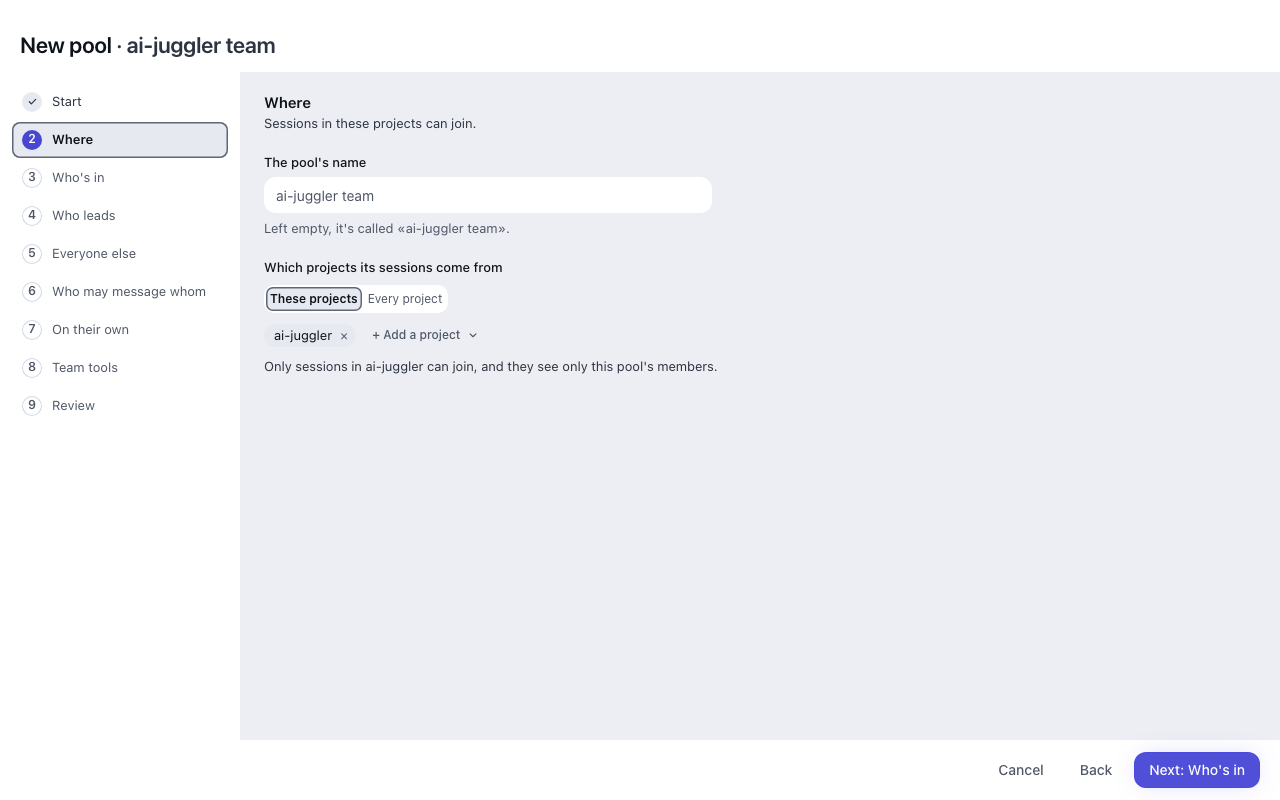 New pool · ai-juggler team
Start
2 Where
3 Who's in
4 Who leads
5 Everyone else
6 Who may message whom
7 On their own
8 Team tools
9 Review
Where
Sessions in these projects can join.
The pool's name
ai-juggler team
Left empty, it's called «ai-juggler team».
Which projects its sessions come from
These projects Every project
ai-juggler × + Add a project
Only sessions in ai-juggler can join, and they see only this pool's members.
Cancel Back Next: Who's in